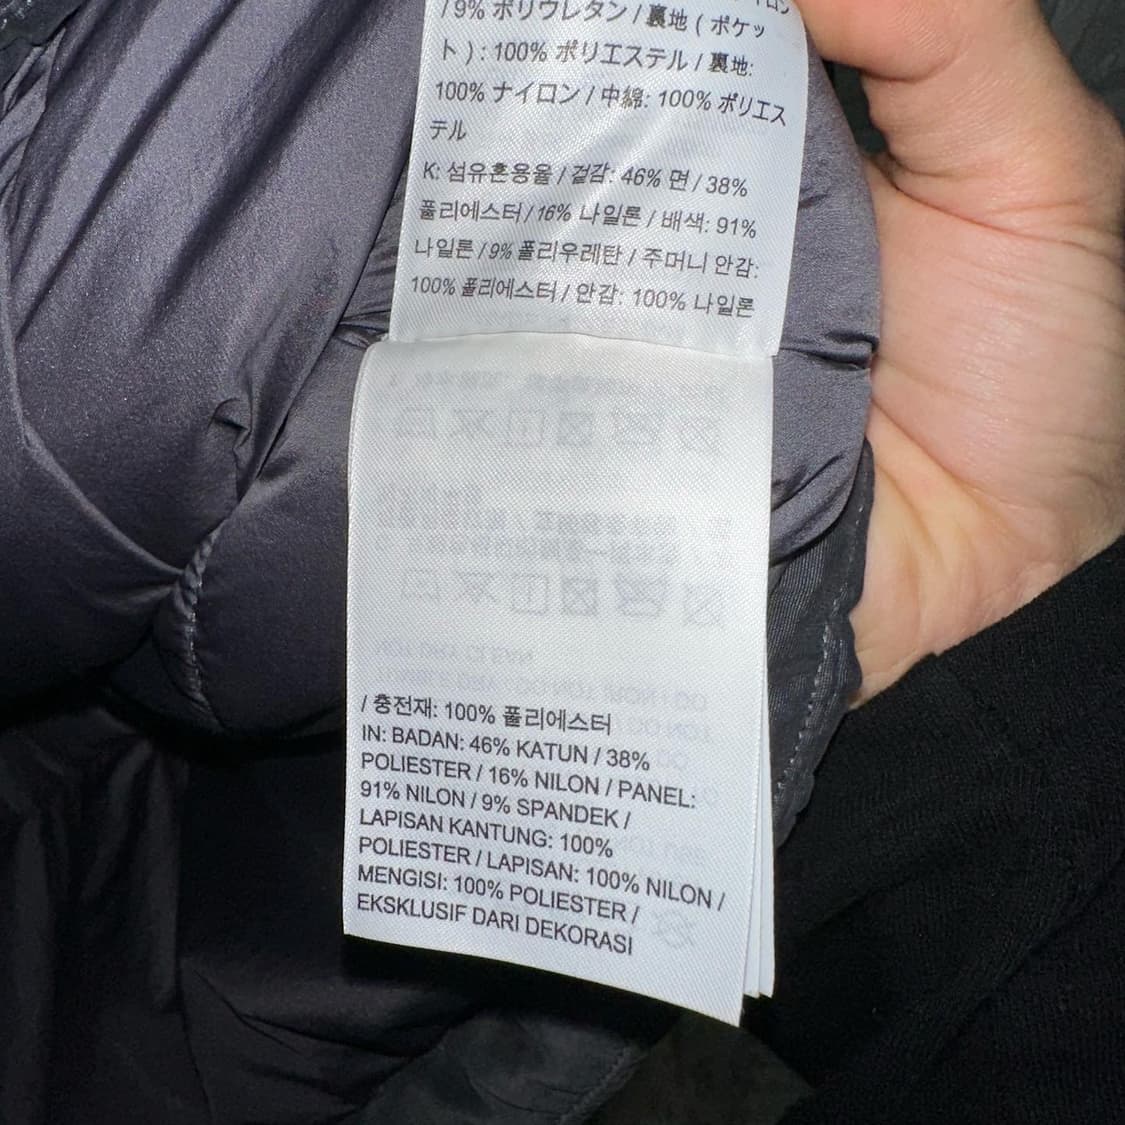 / 9% ポリウレタン / 裏地 ( ポケッ
ト ) : 100% ポリエステル / 裏地:
100% ナイロン / 中綿: 100% ポリエス
テル
K: 섬유혼용율 / 겉감: 46% 면 / 38%
폴리에스터 / 16% 나일론 / 배색: 91%
나일론 / 9% 폴리우레탄 / 주머니 안감:
100% 폴리에스터 / 안감: 100% 나일론
/ 충전재: 100% 폴리에스터
IN: BADAN: 46% KATUN / 38%
POLIESTER / 16% NILON / PANEL:
91% NILON / 9% SPANDEK /
LAPISAN KANTUNG: 100%
POLIESTER / LAPISAN: 100% NILON /
MENGISI: 100% POLIESTER /
EKSKLUSIF DARI DEKORASI